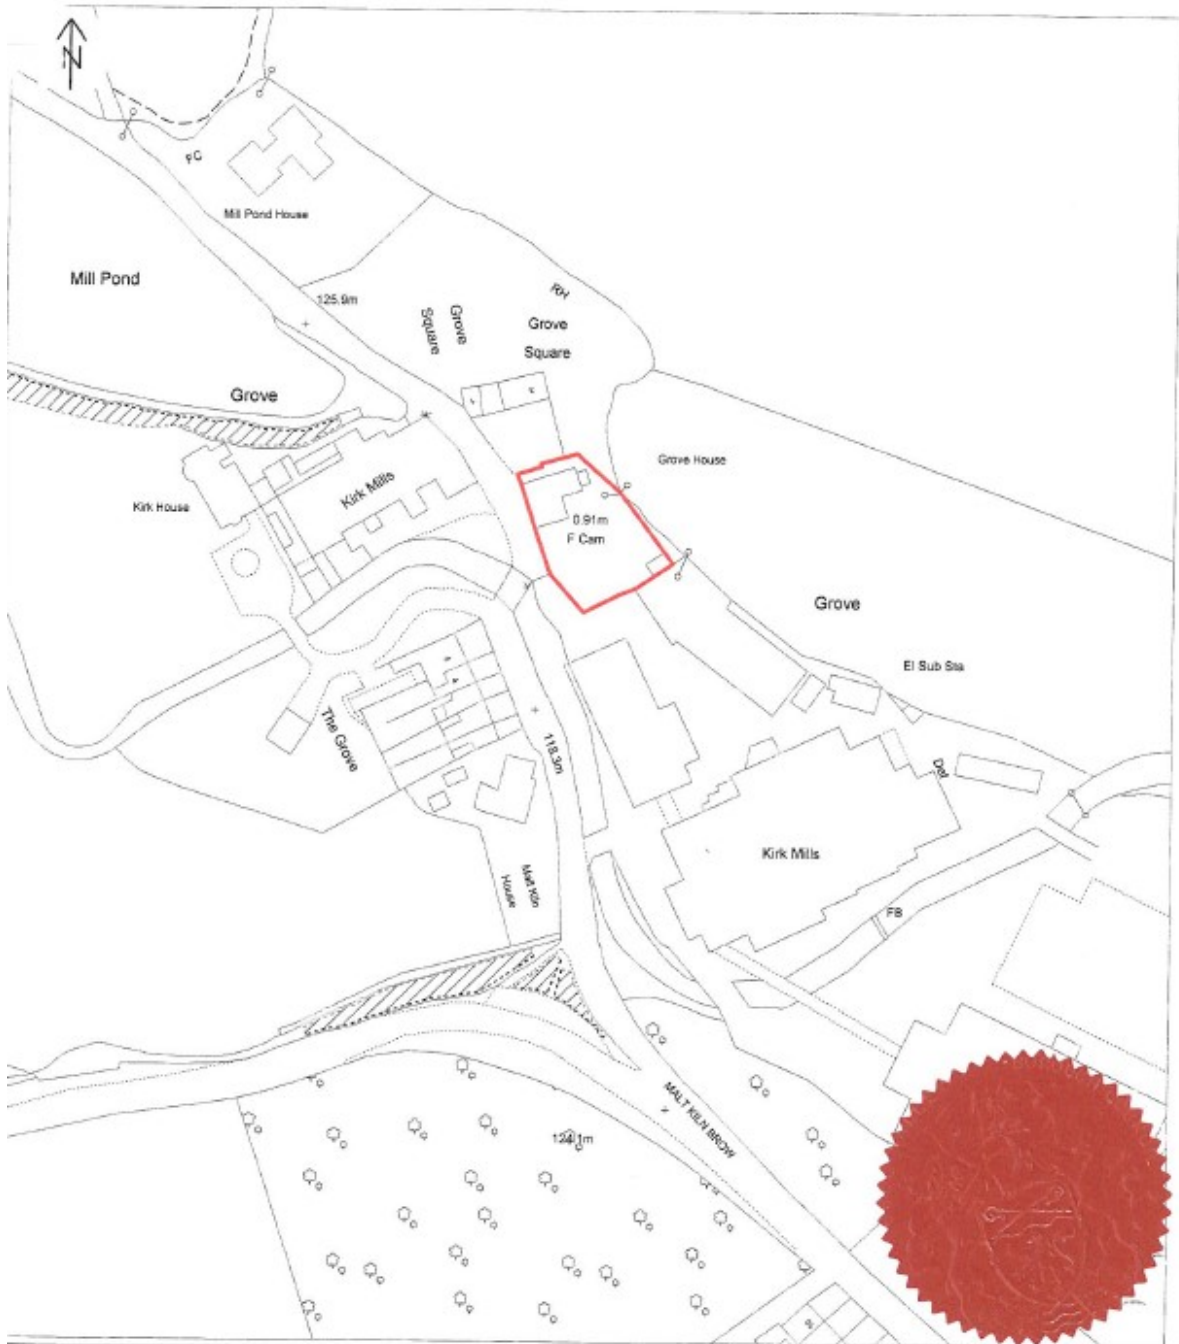 N
FC
Mill Pond House
Mill Pond
125.9m
RH
Grove
Square
Grove
Square
Grove
Grove House
Kirk House
Kirk Mills
0.91m
F Cam
Grove
El Sub Sta
The Grove
118.3m
Def
Kirk Mills
Malt Kiln
House
FB
MALT KILN BROW
124.1m